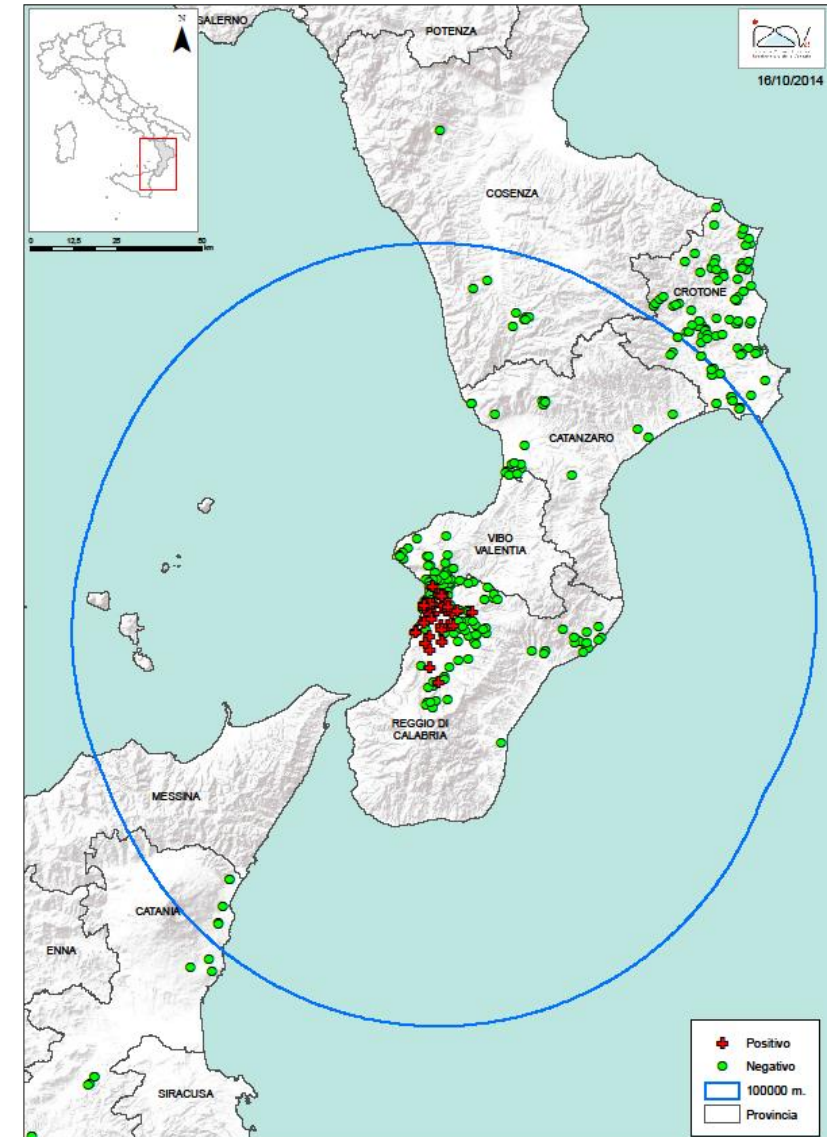 N
SALERNO
POTENZA
16/10/2014
COSENZA
0 12,5 25 50
km
CROTONE
CATANZARO
VIBO
VALENTIA
REGGIO DI
CALABRIA
MESSINA
CATANIA
ENNA
SIRACUSA
Positivo
Negativo
100000 m.
Provincia